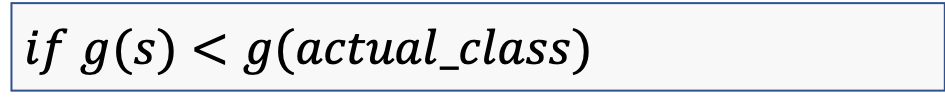 if g(s) < g(actual_class)